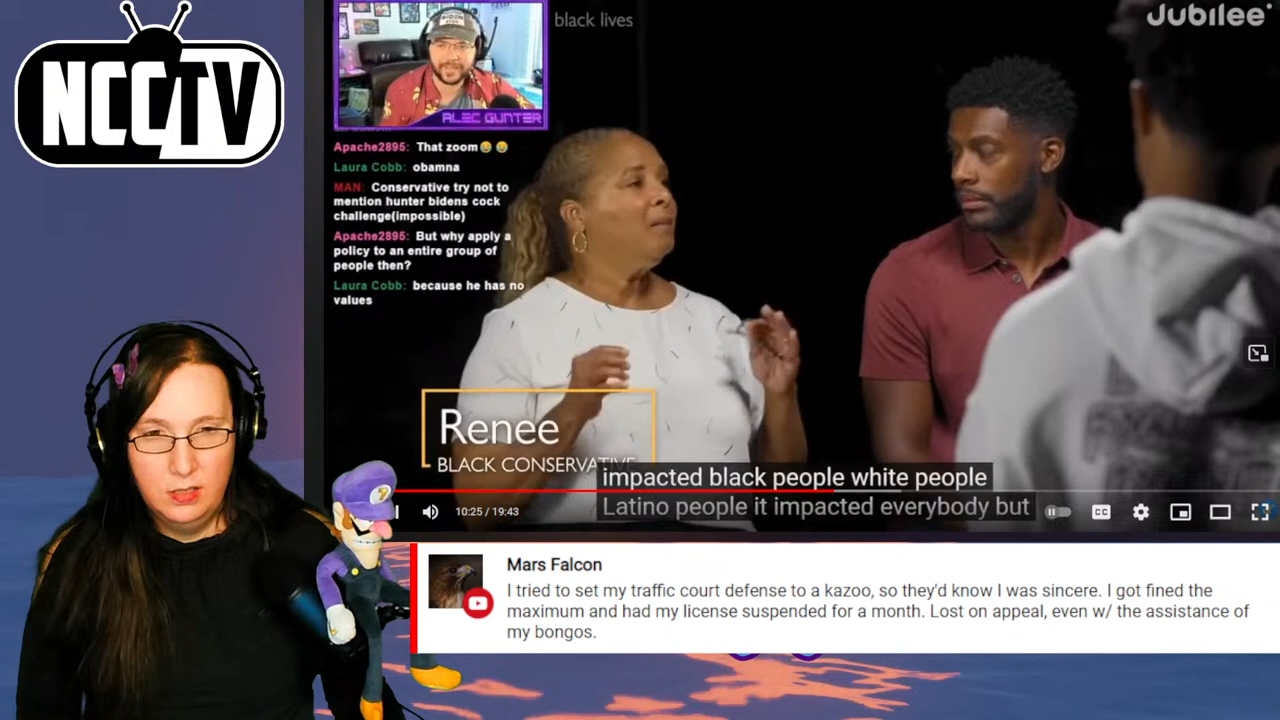 NCCTV
black lives
Jubilee
ALEC GUNTER
Apache2895: That zoom😂 😂
Laura Cobb: obamna
MAN: Conservative try not to
mention hunter bidens cock
challenge(impossible)
Apache2895: But why apply a
policy to an entire group of
people then?
Laura Cobb: because he has no
values
Renee
BLACK CONSERVATIVE
impacted black people white people
Latino people it impacted everybody but
10:25 / 19:43
CC
Mars Falcon
I tried to set my traffic court defense to a kazoo, so they'd know I was sincere. I got fined the
maximum and had my license suspended for a month. Lost on appeal, even w/ the assistance of
my bongos.